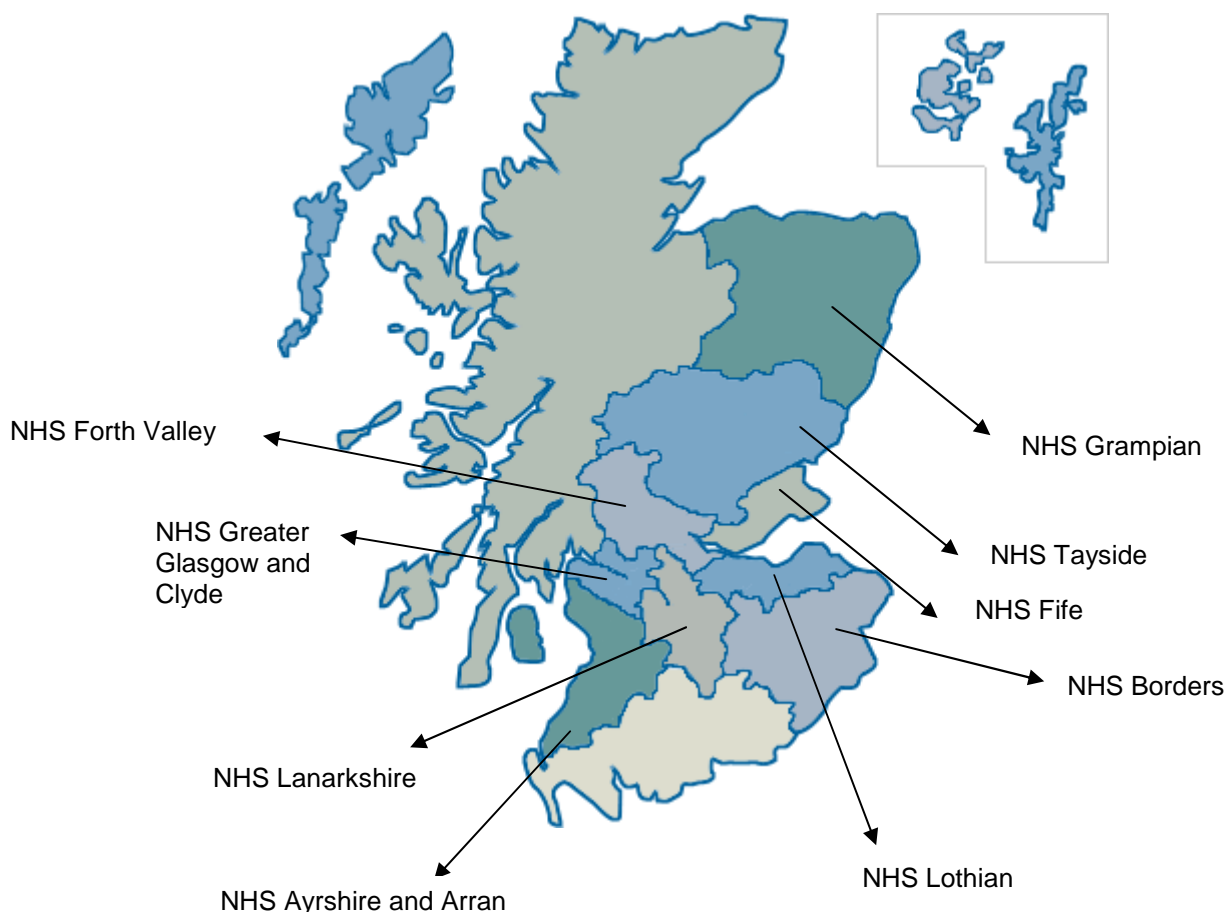 NHS Forth Valley
NHS Grampian
NHS Greater
Glasgow and
Clyde
NHS Tayside
NHS Fife
NHS Borders
NHS Lanarkshire
NHS Lothian
NHS Ayrshire and Arran